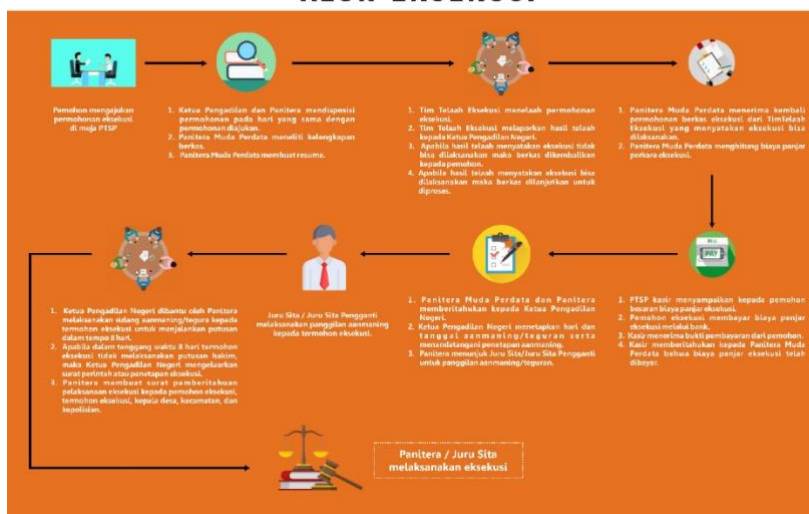 ALUR EKSEKUSI
Pemohon mengajukan
permohonan eksekusi
di meja PTSP
1. Ketua Pengadilan dan Panitera mendisposisi
permohonan pada hari yang sama dengan
permohonan diajukan.
2. Panitera Muda Perdata meneliti kelengkapan
berkas.
3. Panitera Muda Perdata membuat resume.
1. Tim Telaah Eksekusi menelaah permohonan
eksekusi.
2. Tim Telaah Eksekusi melaporkan hasil telaah
kepada Ketua Pengadilan Negeri.
3. Apabila hasil telaah menyatakan eksekusi tidak
bisa dilaksanakan maka berkas dikembalikan
kepada pemohon.
4. Apabila hasil telaah menyatakan eksekusi bisa
dilaksanakan maka berkas dilanjutkan untuk
diproses.
1. Panitera Muda Perdata menerima kembali
permohonan berkas eksekusi dari TimTelaah
Eksekusi yang menyatakan eksekusi bisa
dilaksanakan.
2. Panitera Muda Perdata menghitung biaya panjar
perkara eksekusi.
PAY
1. PTSP kasir menyampaikan kepada pemohon
besaran biaya panjar eksekusi.
2. Pemohon eksekusi membayar biaya panjar
eksekusi melalui bank.
3. Kasir menerima bukti pembayaran dari pemohon.
4. Kasir memberitahukan kepada Panitera Muda
Perdata bahwa biaya panjar eksekusi telah
dibayar.
1. Panitera Muda Perdata dan Panitera
memberitahukan kepada Ketua Pengadilan
Negeri.
2. Ketua Pengadilan Negeri menetapkan hari dan
tanggal aanmaning/teguran serta
menandatangani penetapan aanmaning.
3. Panitera menunjuk Juru Sita/Juru Sita Pengganti
untuk panggilan aanmaning/teguran.
Juru Sita / Juru Sita Pengganti
melaksanakan panggilan aanmaning
kepada termohon eksekusi.
1. Ketua Pengadilan Negeri dibantu oleh Panitera
melaksanakan sidang aanmaning/tegura kepada
termohon eksekusi untuk menjalankan putusan
dalam tempo 8 hari.
2. Apabila dalam tenggang waktu 8 hari termohon
eksekusi tidak melaksanakan putusan hakim,
maka Ketua Pengadilan Negeri mengeluarkan
surat perintah atau penetapan eksekusi.
3. Panitera membuat surat pemberitahuan
pelaksanaan eksekusi kepada pemohon eksekusi,
termohon eksekusi, kepala desa, kecamatan, dan
kepolisian.
Panitera / Juru Sita
melaksanakan eksekusi